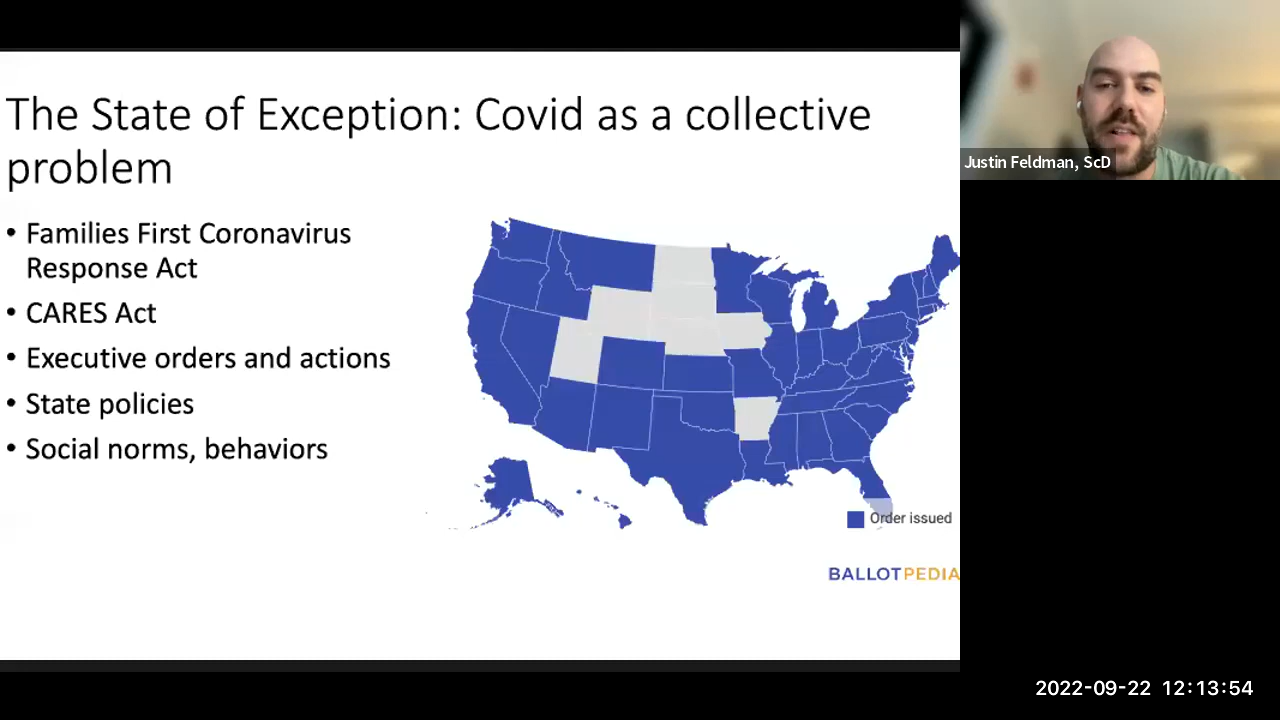 The State of Exception: Covid as a collective
problem
• Families First Coronavirus
Response Act
• CARES Act
• Executive orders and actions
• State policies
• Social norms, behaviors
Order issued
BALLOTPEDIA
Justin Feldman, ScD
2022-09-22 12:13:54